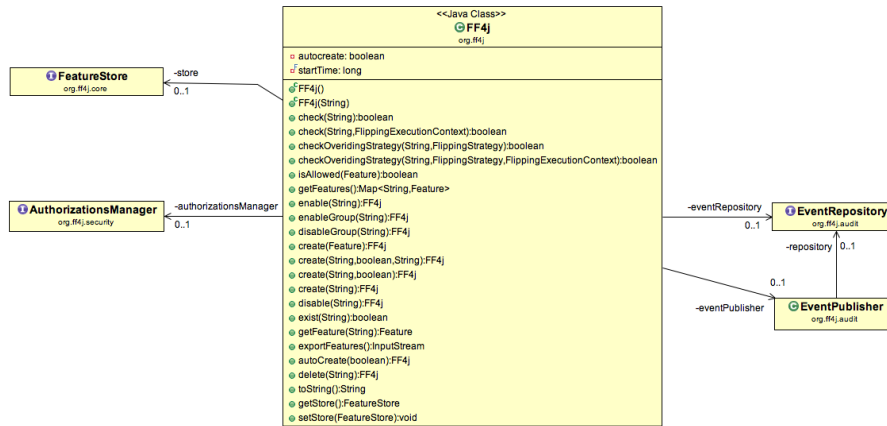 <<Java Class>>
FF4j
org.ff4j
autocreate: boolean
startTime: long
FF4j()
FF4j(String)
check(String):boolean
check(String,FlippingExecutionContext):boolean
checkOveridingStrategy(String,FlippingStrategy):boolean
checkOveridingStrategy(String,FlippingStrategy,FlippingExecutionContext):boolean
isAllowed(Feature):boolean
getFeatures():Map<String,Feature>
enable(String):FF4j
enableGroup(String):FF4j
disableGroup(String):FF4j
create(Feature):FF4j
create(String,boolean,String):FF4j
create(String,boolean):FF4j
create(String):FF4j
disable(String):FF4j
exist(String):boolean
getFeature(String):Feature
exportFeatures():InputStream
autoCreate(boolean):FF4j
delete(String):FF4j
toString():String
getStore():FeatureStore
setStore(FeatureStore):void
FeatureStore
org.ff4j.core
-store
0..1
AuthorizationsManager
org.ff4j.security
-authorizationsManager
0..1
-eventRepository
0..1
EventRepository
org.ff4j.audit
-repository
0..1
0..1
-eventPublisher
EventPublisher
org.ff4j.audit